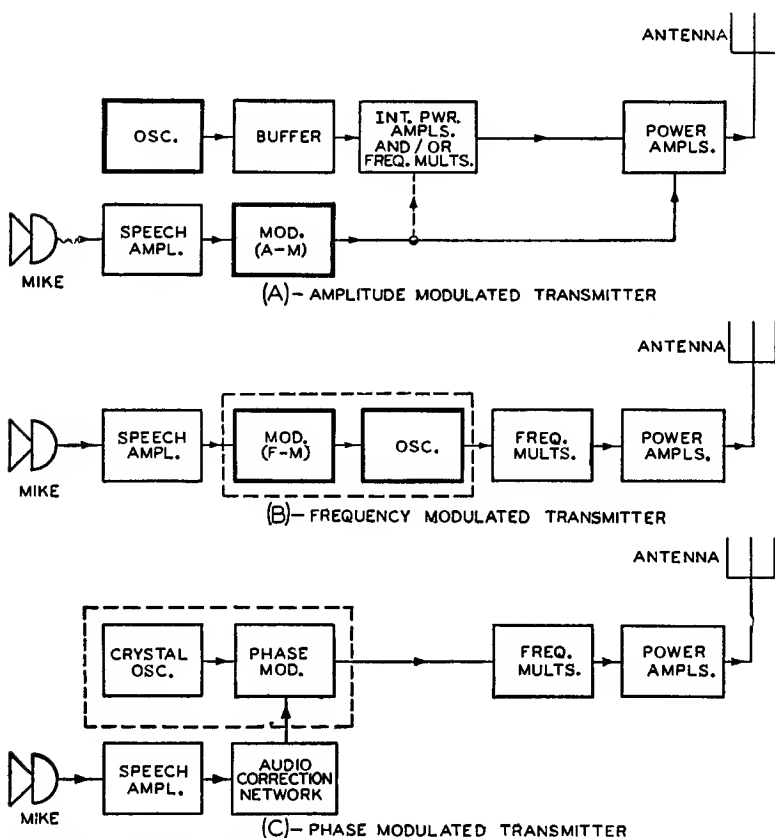 ANTENNA
OSC.
BUFFER
INT. PWR.
AMPLS.
AND/OR
FREQ. MULTS.
POWER
AMPLS.
MIKE
SPEECH
AMPL.
MOD.
(A-M)
(A)- AMPLITUDE MODULATED TRANSMITTER
ANTENNA
MIKE
SPEECH
AMPL.
MOD.
(F-M)
OSC.
FREQ.
MULTS.
POWER
AMPLS.
(B)- FREQUENCY MODULATED TRANSMITTER
ANTENNA
CRYSTAL
OSC.
PHASE
MOD.
FREQ.
MULTS.
POWER
AMPLS.
MIKE
SPEECH
AMPL.
AUDIO
CORRECTION
NETWORK
(C)- PHASE MODULATED TRANSMITTER